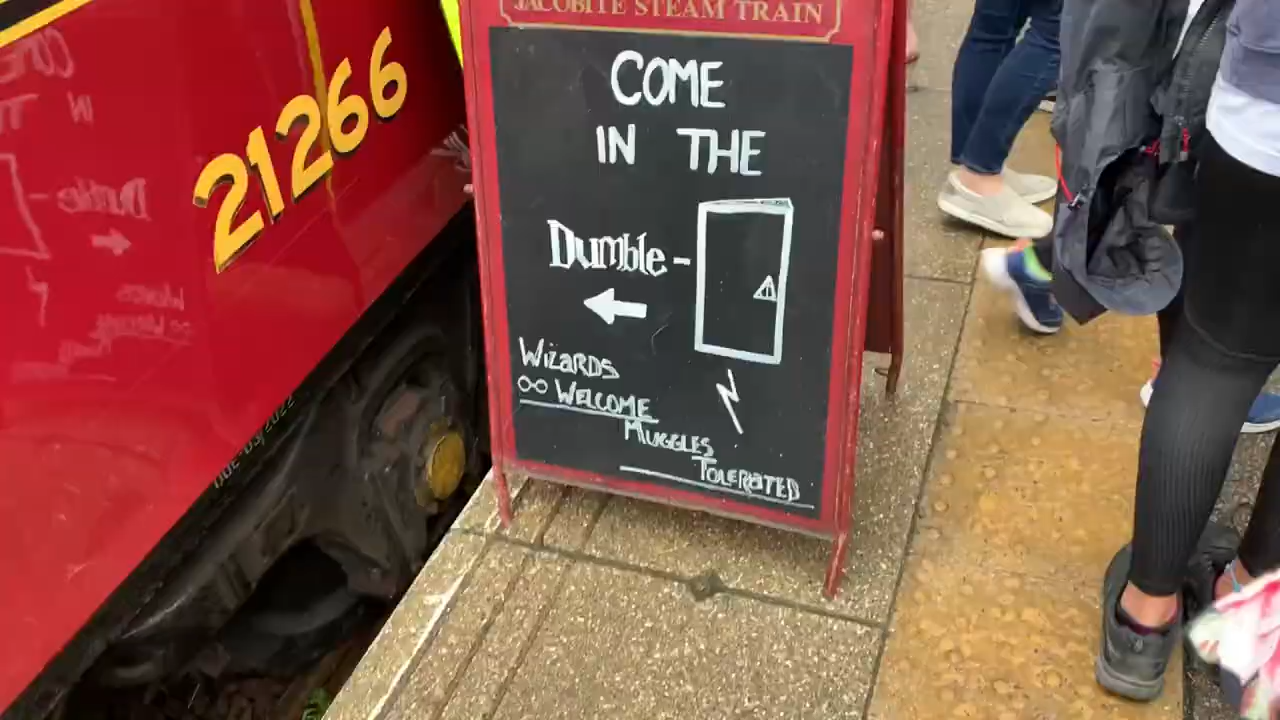 JACOBITE STEAM TRAIN
COME
IN THE
Dumble-
WIZARDS
WELCOME
MUGGLES
TOLERATED
21266